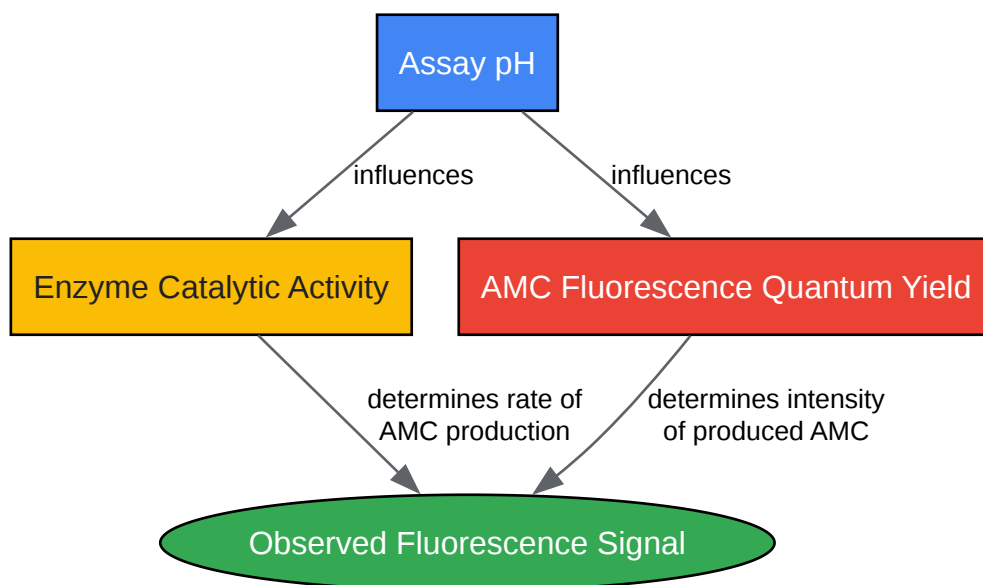 Assay pH
influences
influences
Enzyme Catalytic Activity
AMC Fluorescence Quantum Yield
determines rate of
AMC production
determines intensity
of produced AMC
Observed Fluorescence Signal